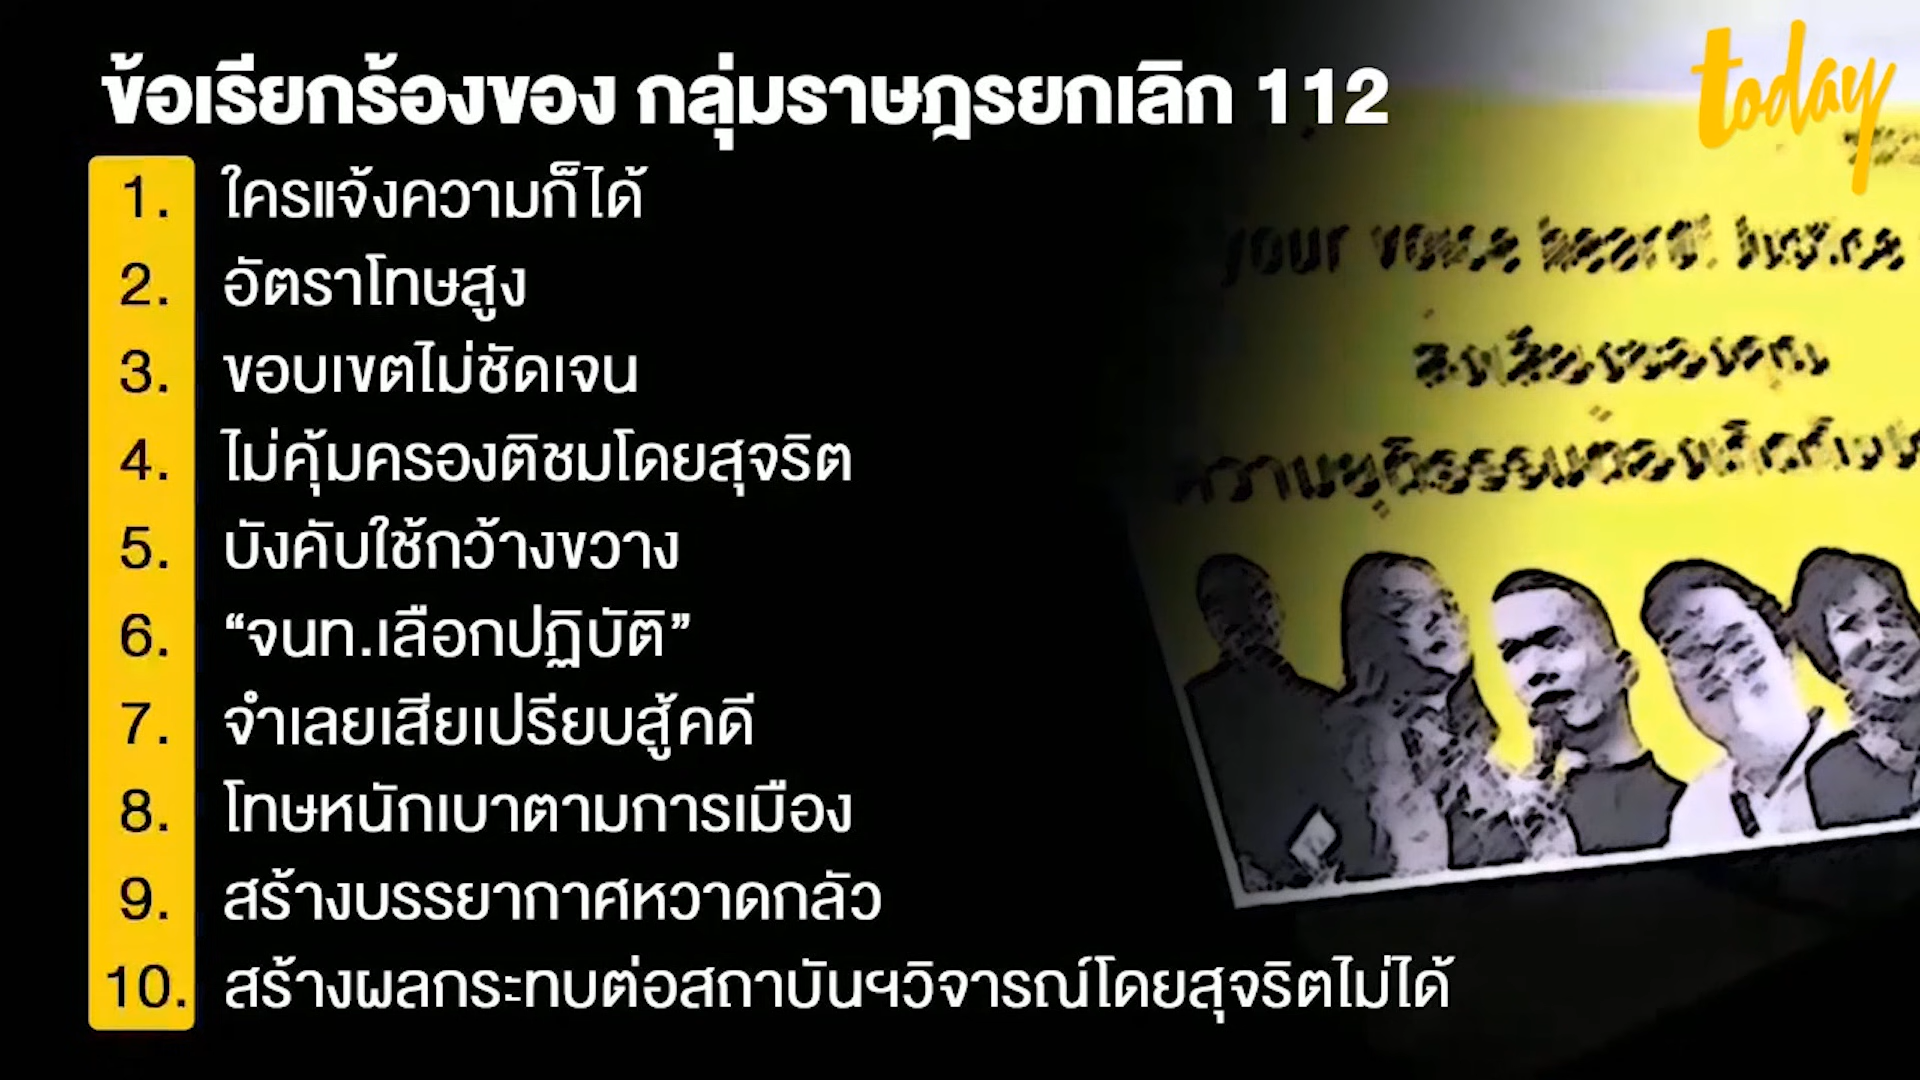 today
ข้อเรียกร้องของ กลุ่มราษฎรยกเลิก 112
1. ใครแจ้งความก็ได้
2. อัตราโทษสูง
3. ขอบเขตไม่ชัดเจน
4. ไม่คุ้มครองติชมโดยสุจริต
5. บังคับใช้กว้างขวาง
6. “จนท.เลือกปฏิบัติ”
7. จำเลยเสียเปรียบสู้คดี
8. โทษหนักเบาตามการเมือง
9. สร้างบรรยากาศหวาดกลัว
10. สร้างผลกระทบต่อสถาบันฯวิจารณ์โดยสุจริตไม่ได้
your voice heard